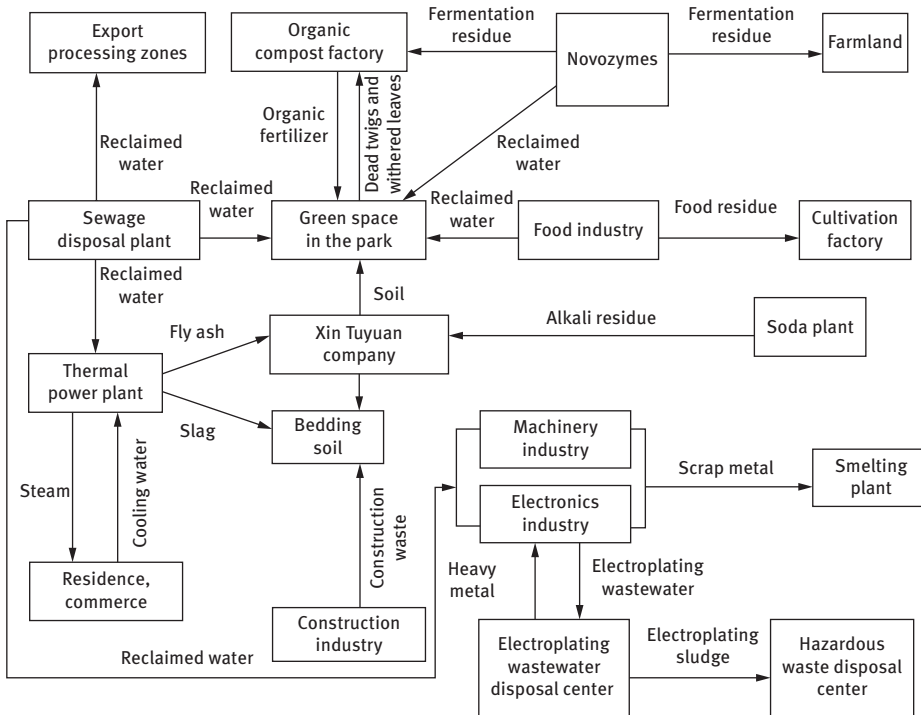 Export
processing zones
Organic
compost factory
Fermentation
residue
Novozymes
Fermentation
residue
Farmland
Reclaimed
water
Organic
fertilizer
Dead twigs and
withered leaves
Reclaimed
water
Sewage
disposal plant
Reclaimed
water
Green space
in the park
Reclaimed
water
Food industry
Food residue
Cultivation
factory
Reclaimed
water
Soil
Fly ash
Xin Tuyuan
company
Alkali residue
Soda plant
Thermal
power plant
Slag
Bedding
soil
Machinery
industry
Scrap metal
Smelting
plant
Steam
Cooling water
Construction
waste
Electronics
industry
Heavy
metal
Electroplating
wastewater
Residence,
commerce
Construction
industry
Reclaimed water
Electroplating
wastewater
disposal center
Electroplating
sludge
Hazardous
waste disposal
center